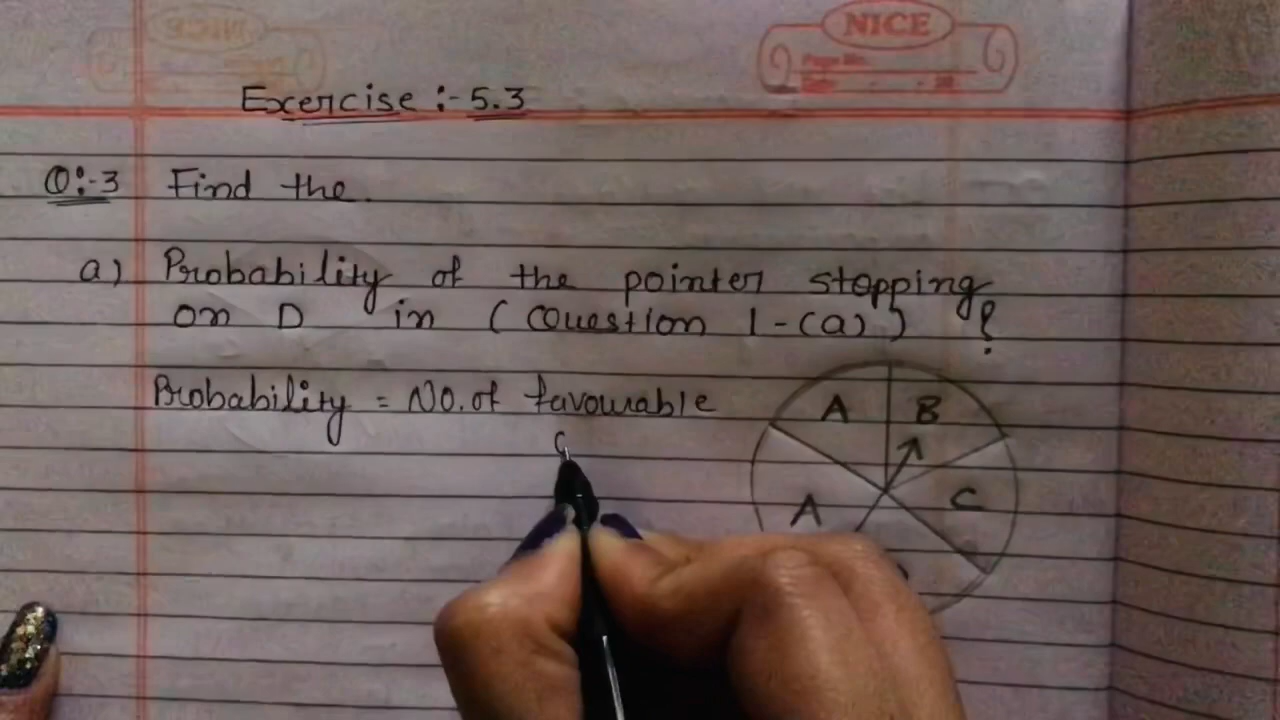 NICE
Exercise :- 5.3
Q:-3 Find the.
a) Probability of the pointer stopping
on D in (Question 1-(a)) ?
Probability = No. of favourable
A B
A C